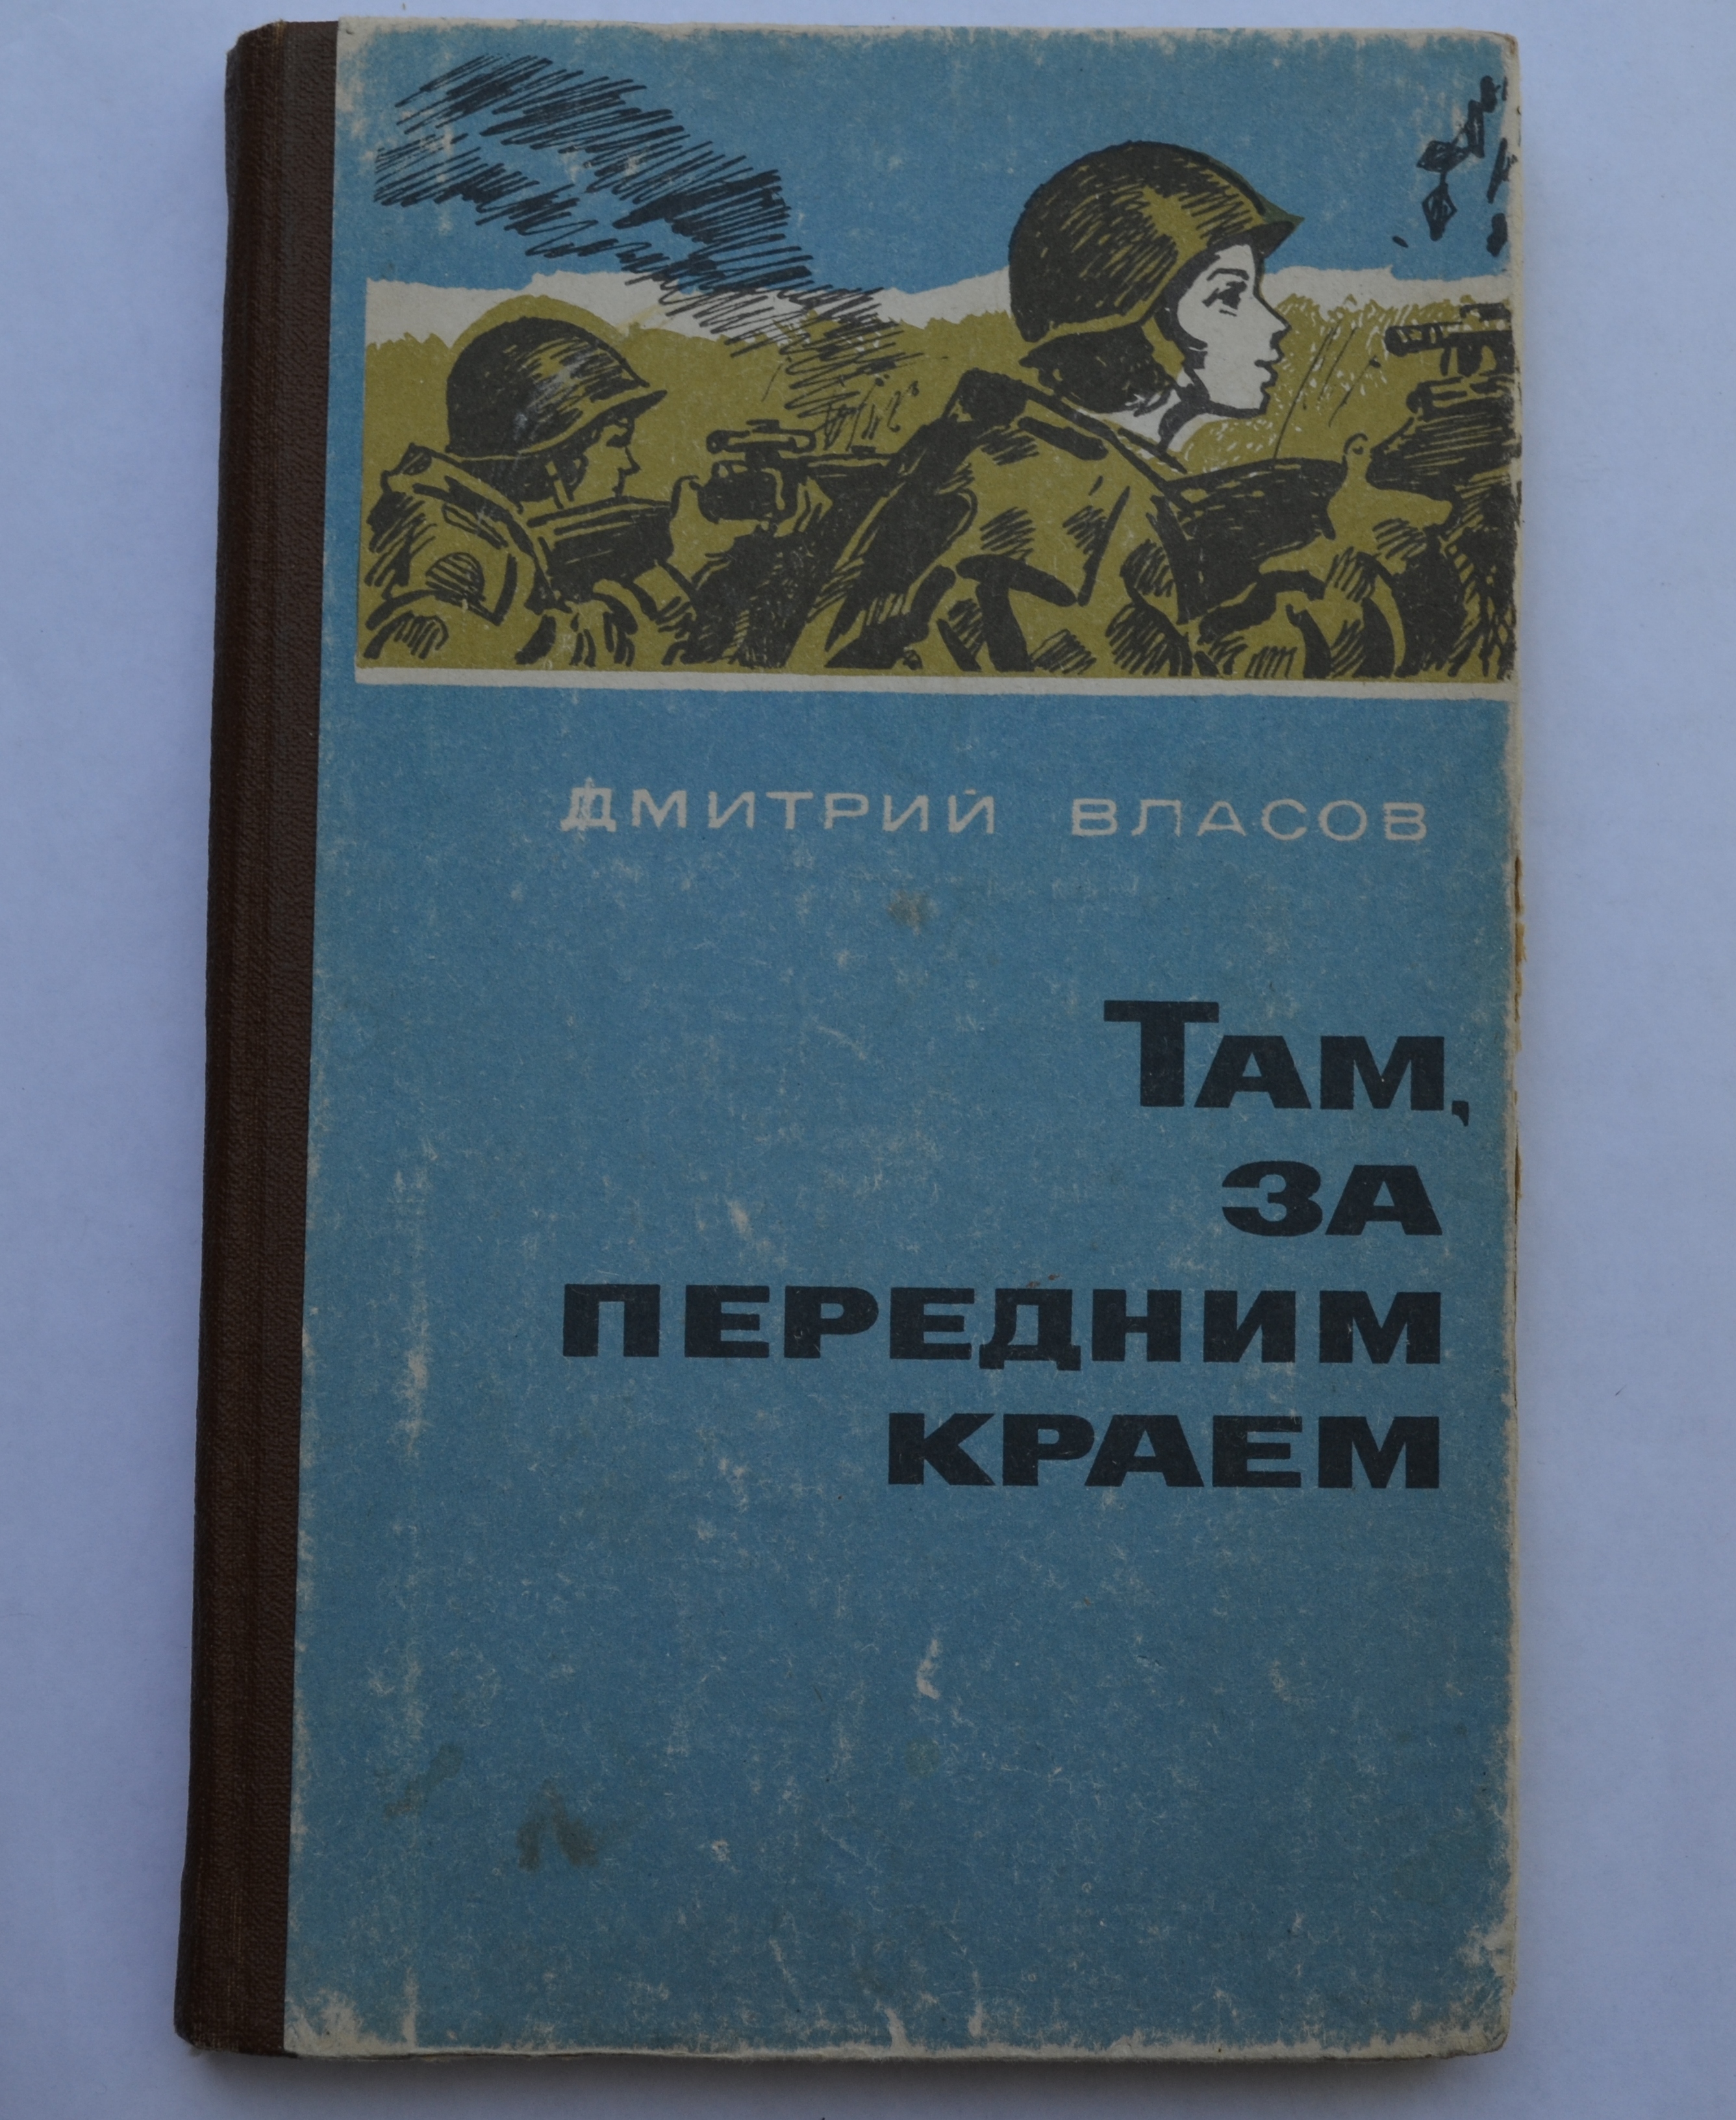 ДМИТРИЙ ВЛАСОВ
ТАМ,
ЗА
ПЕРЕДНИМ
КРАЕМ